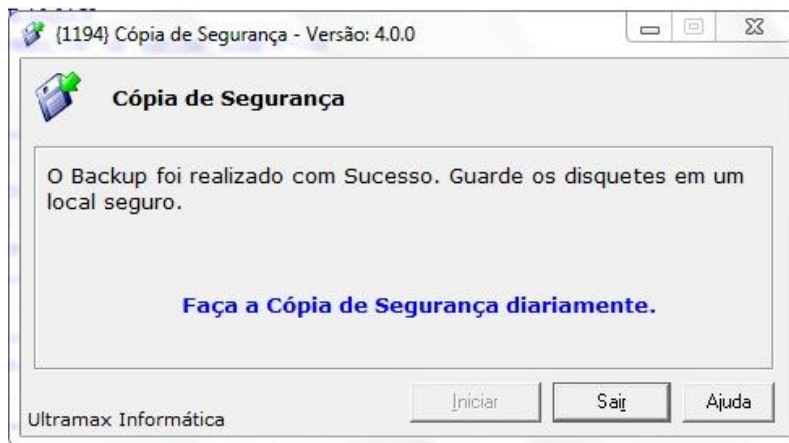 {1194} Cópia de Segurança - Versão: 4.0.0
Cópia de Segurança
O Backup foi realizado com Sucesso. Guarde os disquetes em um
local seguro.
Faça a Cópia de Segurança diariamente.
Iniciar
Sair
Ajuda
Ultramax Informática